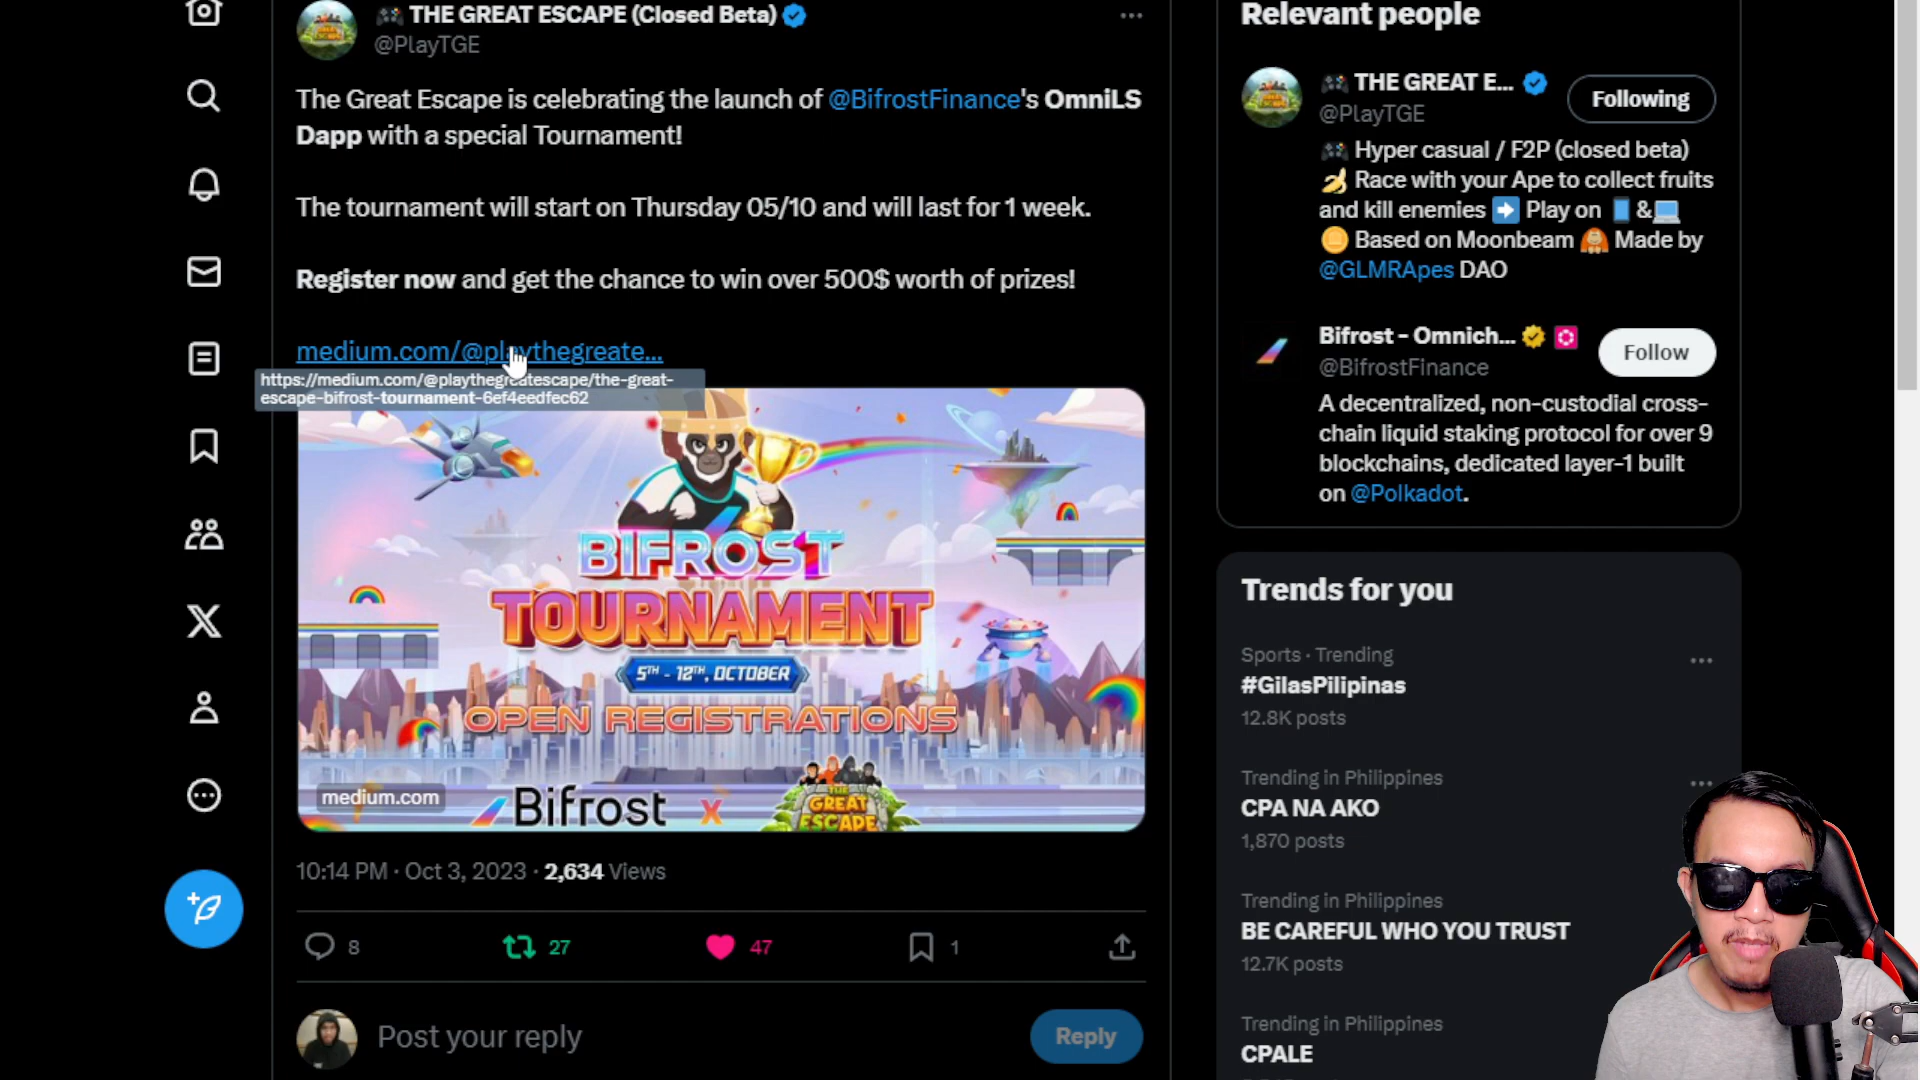 THE GREAT ESCAPE (Closed Beta)
@PlayTGE
The Great Escape is celebrating the launch of @BifrostFinance's OmniLS
Dapp with a special Tournament!
The tournament will start on Thursday 05/10 and will last for 1 week.
Register now and get the chance to win over 500$ worth of prizes!
medium.com/@playthegreate...
https://medium.com/@playthegreatescape/the-great-
escape-bifrost-tournament-6ef4eedfec62
BIFROST
TOURNAMENT
5TH - 12TH, OCTOBER
OPEN REGISTRATIONS
medium.com
Bifrost X THE
GREAT
ESCAPE
10:14 PM · Oct 3, 2023 · 2,634 Views
8 27 47 1
Post your reply
Reply
Relevant people
THE GREAT E...
Following
@PlayTGE
Hyper casual / F2P (closed beta)
Race with your Ape to collect fruits
and kill enemies Play on &
Based on Moonbeam Made by
@GLMRApes DAO
Bifrost - Omnich...
Follow
@BifrostFinance
A decentralized, non-custodial cross-
chain liquid staking protocol for over 9
blockchains, dedicated layer-1 built
on @Polkadot.
Trends for you
Sports · Trending
#GilasPilipinas
12.8K posts
Trending in Philippines
CPA NA AKO
1,870 posts
Trending in Philippines
BE CAREFUL WHO YOU TRUST
12.7K posts
Trending in Philippines
CPALE